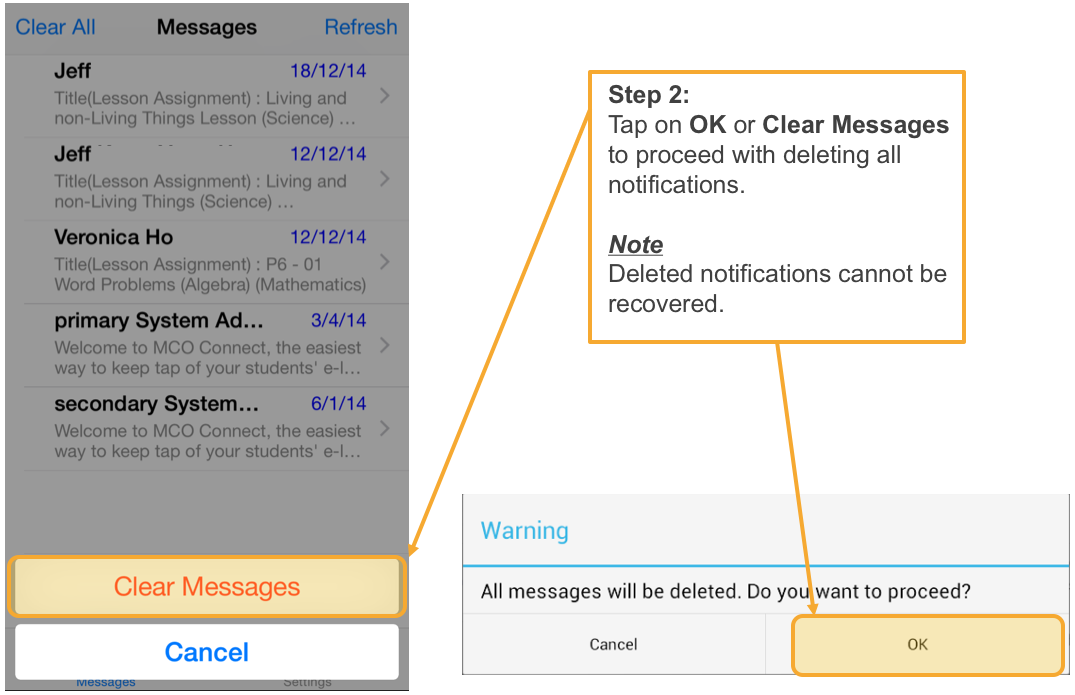 Clear All Messages Refresh
Jeff 18/12/14
Title(Lesson Assignment) : Living and
non-Living Things Lesson (Science) ...
Jeff 12/12/14
Title(Lesson Assignment) : Living and
non-Living Things (Science) ...
Veronica Ho 12/12/14
Title(Lesson Assignment) : P6 - 01
Word Problems (Algebra) (Mathematics)
primary System Ad... 3/4/14
Welcome to MCO Connect, the easiest
way to keep tap of your students' e-l...
secondary System... 6/1/14
Welcome to MCO Connect, the easiest
way to keep tap of your students' e-l...
Clear Messages
Cancel
Messages Settings
Step 2:
Tap on OK or Clear Messages
to proceed with deleting all
notifications.
Note
Deleted notifications cannot be
recovered.
Warning
All messages will be deleted. Do you want to proceed?
Cancel OK